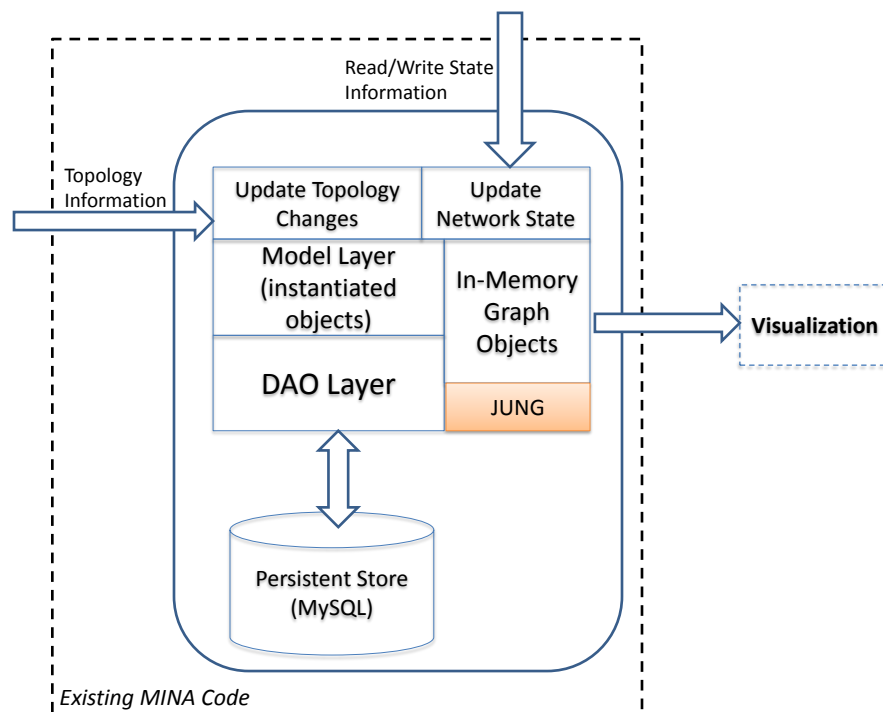 Read/Write State
Information
Topology
Information
Update Topology
Changes
Update
Network State
Model Layer
(instantiated
objects)
In-Memory
Graph
Objects
Visualization
DAO Layer
JUNG
Persistent Store
(MySQL)
Existing MINA Code